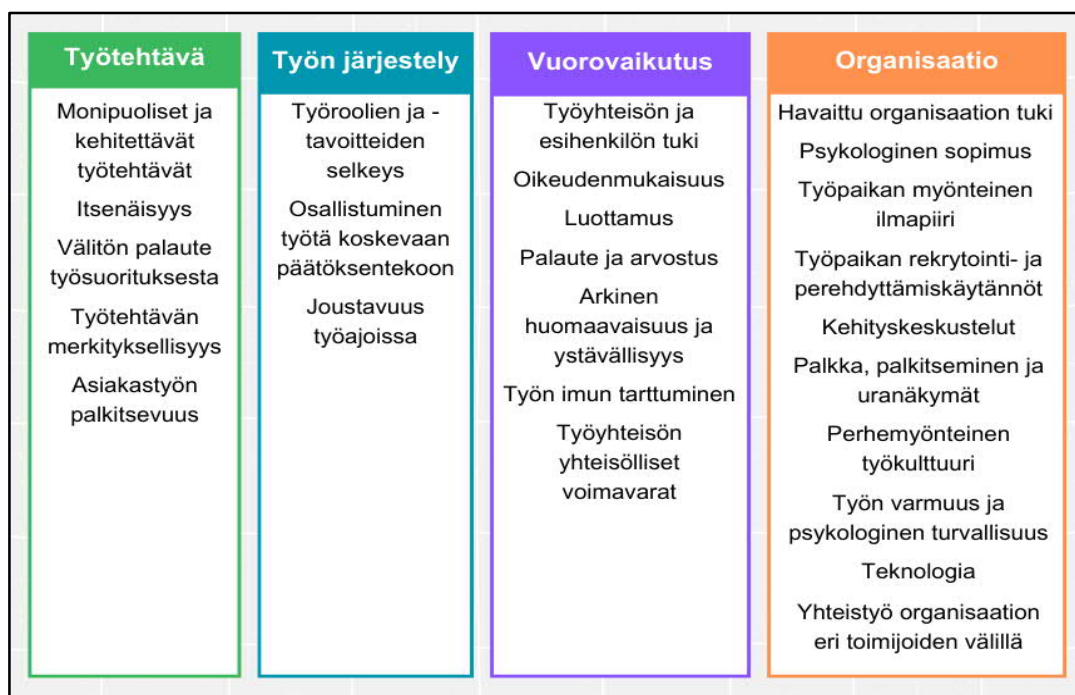 Työtehtävä
Monipuoliset ja
kehitettävät
työtehtävät
Itsenäisyys
Välitön palaute
työsuorituksesta
Työtehtävän
merkityksellisyys
Asiakastyön
palkitsevuus
Työn järjestely
Työroolien ja -
tavoitteiden
selkeys
Osallistuminen
työtä koskevaan
päätöksentekoon
Joustavuus
työajoissa
Vuorovaikutus
Työyhteisön ja
esihenkilön tuki
Oikeudenmukaisuus
Luottamus
Palaute ja arvostus
Arkinen
huomaavaisuus ja
ystävällisyys
Työn imun tarttuminen
Työyhteisön
yhteisölliset
voimavarat
Organisaatio
Havaittu organisaation tuki
Psykologinen sopimus
Työpaikan myönteinen
ilmapiiri
Työpaikan rekrytointi- ja
perehdyttämiskäytännöt
Kehityskeskustelut
Palkka, palkitseminen ja
uranäkymät
Perhemyönteinen
työkulttuuri
Työn varmuus ja
psykologinen turvallisuus
Teknologia
Yhteistyö organisaation
eri toimijoiden välillä